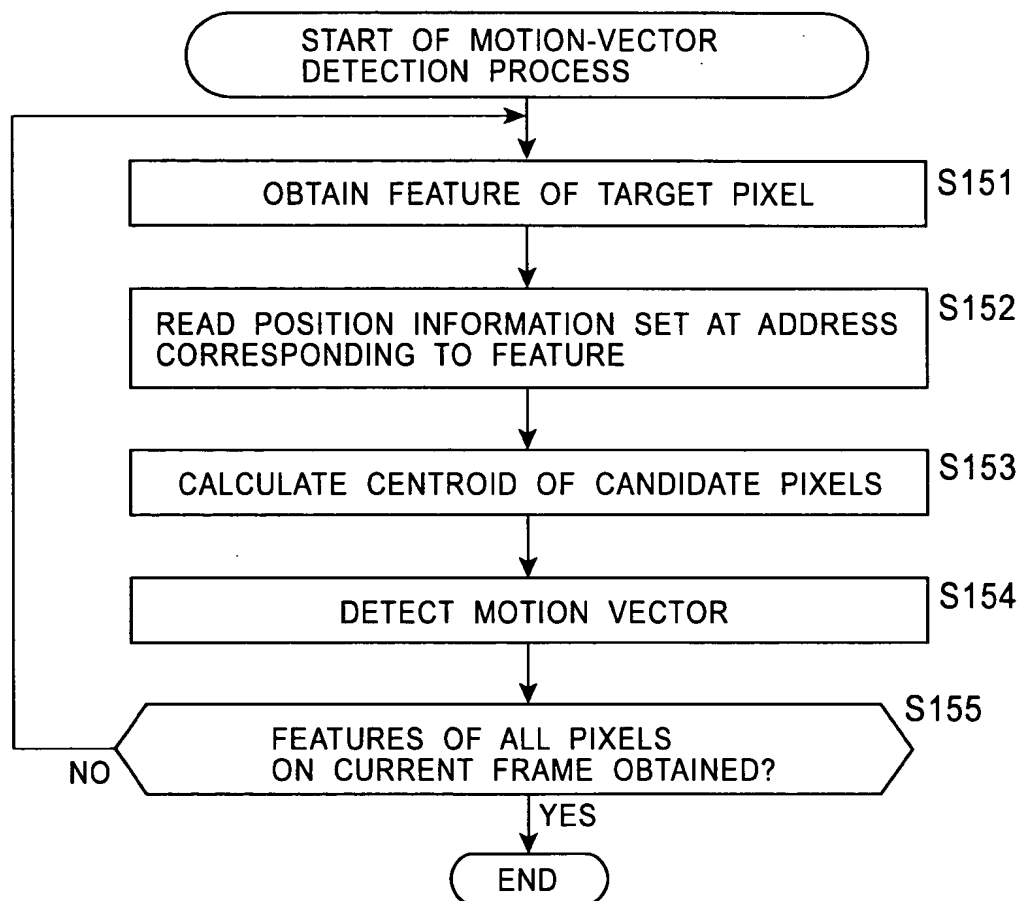 START OF MOTION-VECTOR
DETECTION PROCESS
OBTAIN FEATURE OF TARGET PIXEL
S151
READ POSITION INFORMATION SET AT ADDRESS
CORRESPONDING TO FEATURE
S152
CALCULATE CENTROID OF CANDIDATE PIXELS
S153
DETECT MOTION VECTOR
S154
FEATURES OF ALL PIXELS
ON CURRENT FRAME OBTAINED?
S155
NO
YES
END